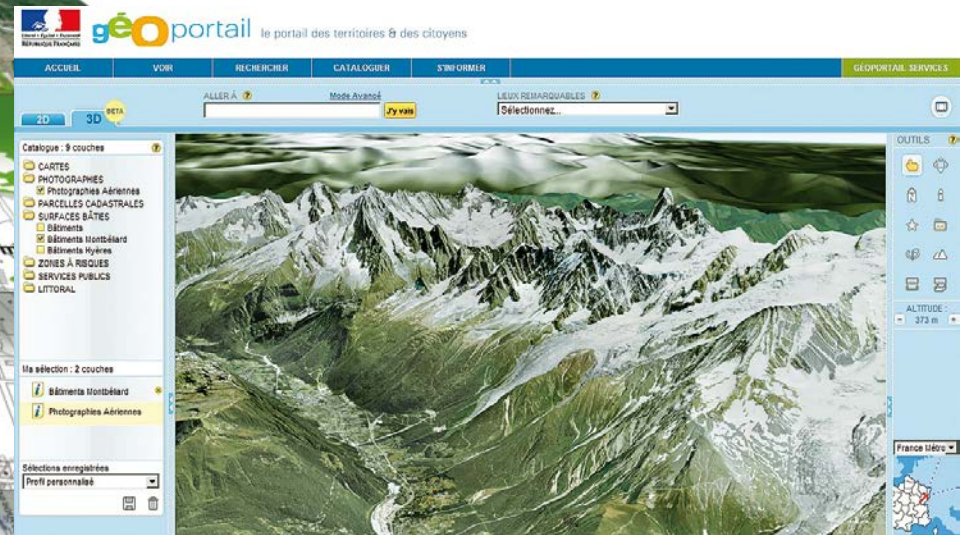 RÉPUBLIQUE FRANÇAISE
géoportail le portail des territoires & des citoyens
ACCUEIL VOIR RECHERCHER CATALOGUER S'INFORMER GÉOPORTAIL SERVICES
ALLER À ? Mode Avancé LIEUX REMARQUABLES ?
J'y vais Sélectionnez...
2D 3D BETA
Catalogue : 9 couches ?
CARTES
PHOTOGRAPHIES
Photographies Aériennes
PARCELLES CADASTRALES
SURFACES BÂTIES
Bâtiments
Bâtiments Montbéliard
Bâtiments Hyères
ZONES À RISQUES
SERVICES PUBLICS
LITTORAL
Ma sélection : 2 couches
i Bâtiments Montbéliard
i Photographies Aériennes
Sélections enregistrées
Profil personnalisé
OUTILS ?
N
ALTITUDE :
- 373 m +
France Métro